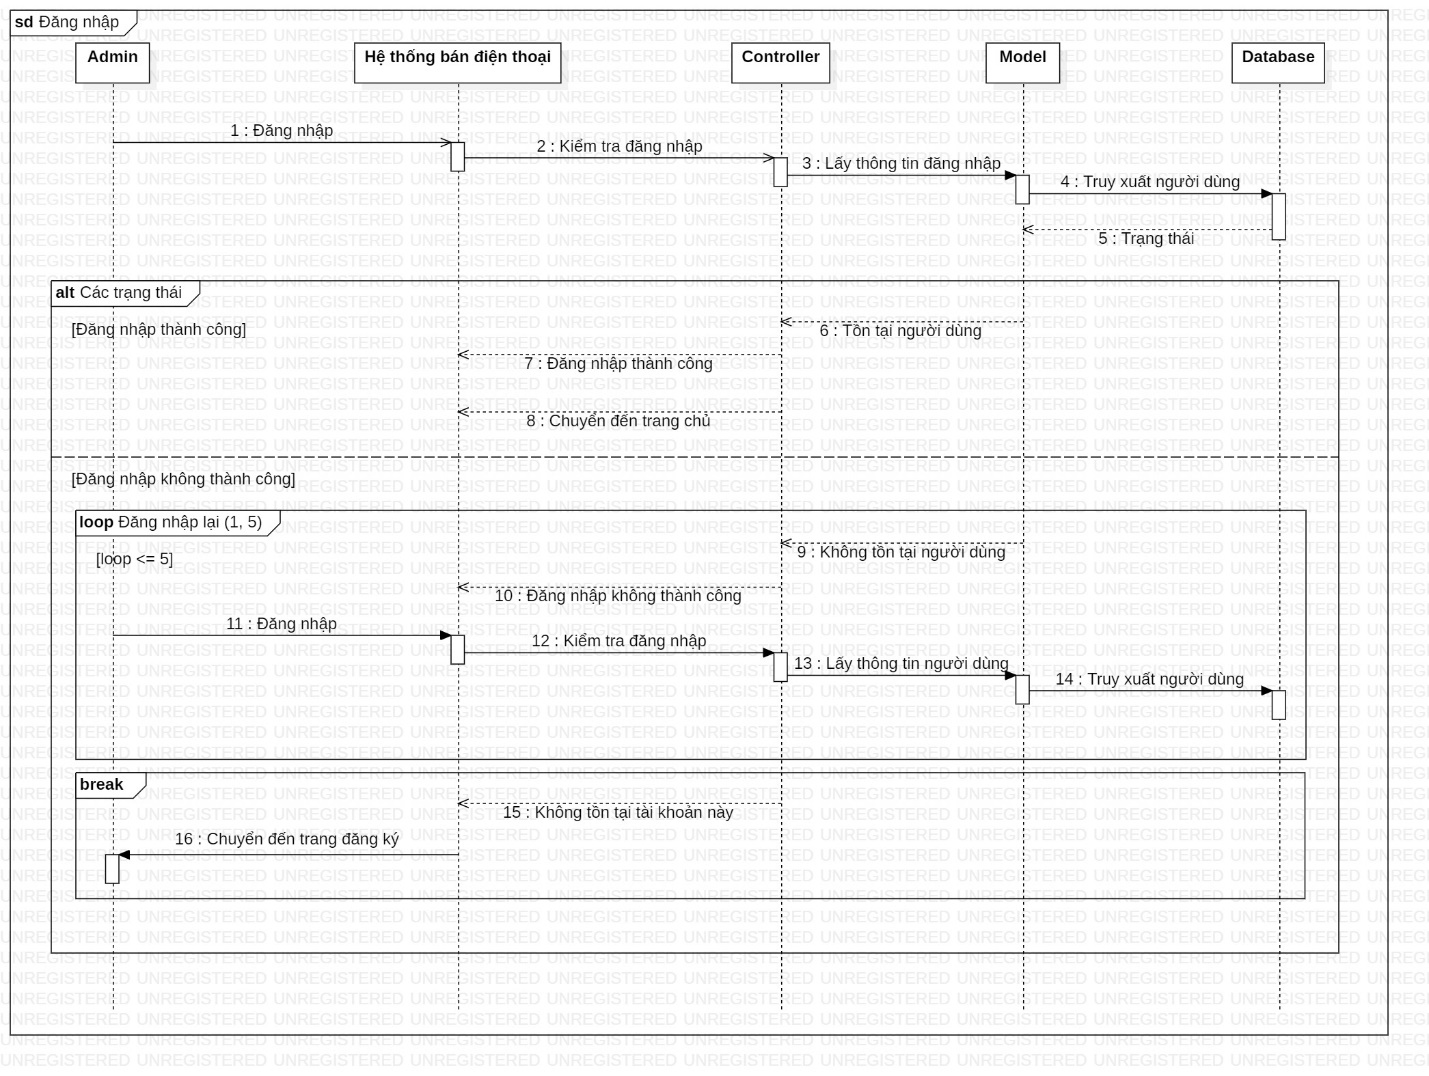 sd Đăng nhập
Admin
Hệ thống bán điện thoại
Controller
Model
Database
1 : Đăng nhập
2 : Kiểm tra đăng nhập
3 : Lấy thông tin đăng nhập
4 : Truy xuất người dùng
5 : Trạng thái
alt Các trạng thái
[Đăng nhập thành công]
6 : Tồn tại người dùng
7 : Đăng nhập thành công
8 : Chuyển đến trang chủ
[Đăng nhập không thành công]
loop Đăng nhập lại (1, 5)
[loop <= 5]
9 : Không tồn tại người dùng
10 : Đăng nhập không thành công
11 : Đăng nhập
12 : Kiểm tra đăng nhập
13 : Lấy thông tin người dùng
14 : Truy xuất người dùng
break
15 : Không tồn tại tài khoản này
16 : Chuyển đến trang đăng ký
UNREGISTERED